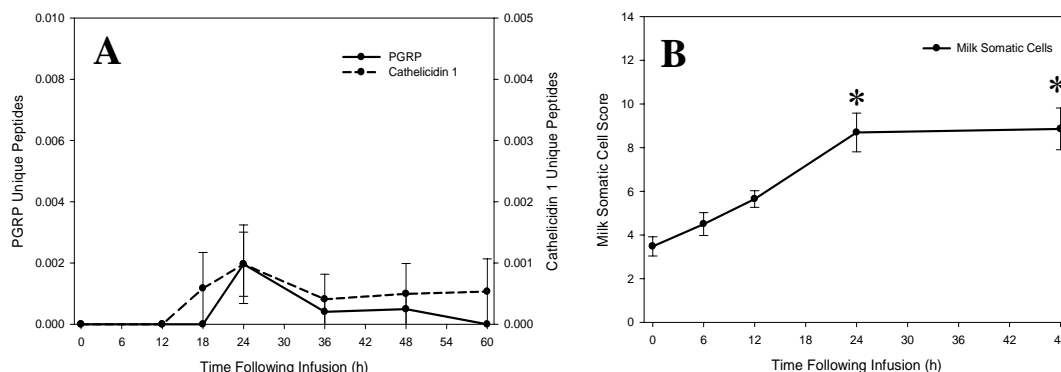 A
PGRP
Cathelicidin 1
0.010
0.008
0.006
0.004
0.002
0.000
PGRP Unique Peptides
0.005
0.004
0.003
0.002
0.001
0.000
Cathelicidin 1 Unique Peptides
0 6 12 18 24 30 36 42 48 54 60
Time Following Infusion (h)
B
Milk Somatic Cells
14
12
10
8
6
4
2
0
Milk Somatic Cell Score
* *
0 6 12 18 24 30 36 42
Time Following Infusion (h)